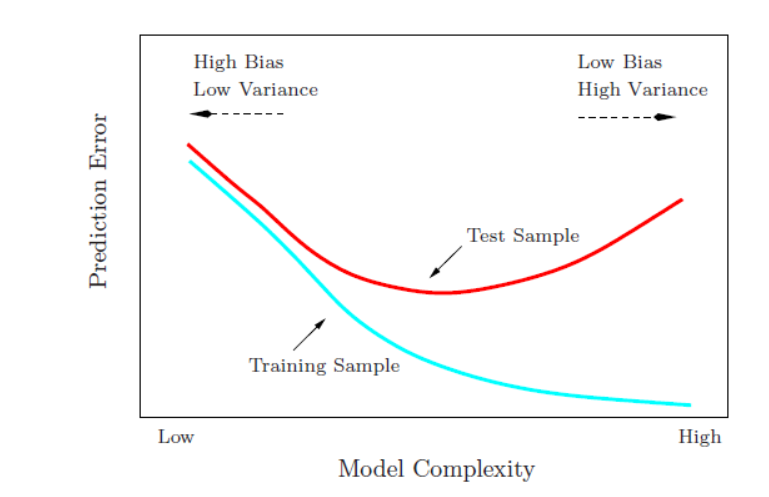 High Bias
Low Variance
Low Bias
High Variance
Prediction Error
Test Sample
Training Sample
Low
High
Model Complexity